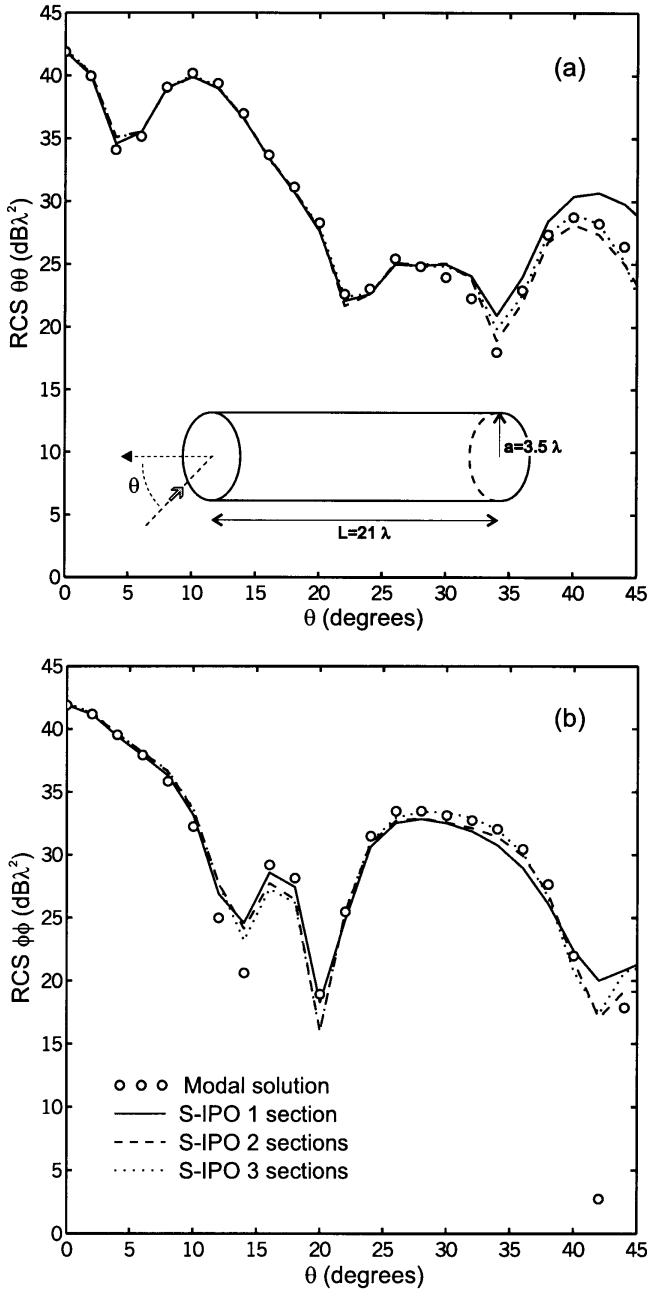 45
40
35
30
25
20
15
10
5
0
RCS θθ (dBλ²)
(a)
θ
a=3.5 λ
L=21 λ
0 5 10 15 20 25 30 35 40 45
θ (degrees)
45
40
35
30
25
20
15
10
5
0
RCS ϕϕ (dBλ²)
(b)
Modal solution
S-IPO 1 section
S-IPO 2 sections
S-IPO 3 sections
0 5 10 15 20 25 30 35 40 45
θ (degrees)